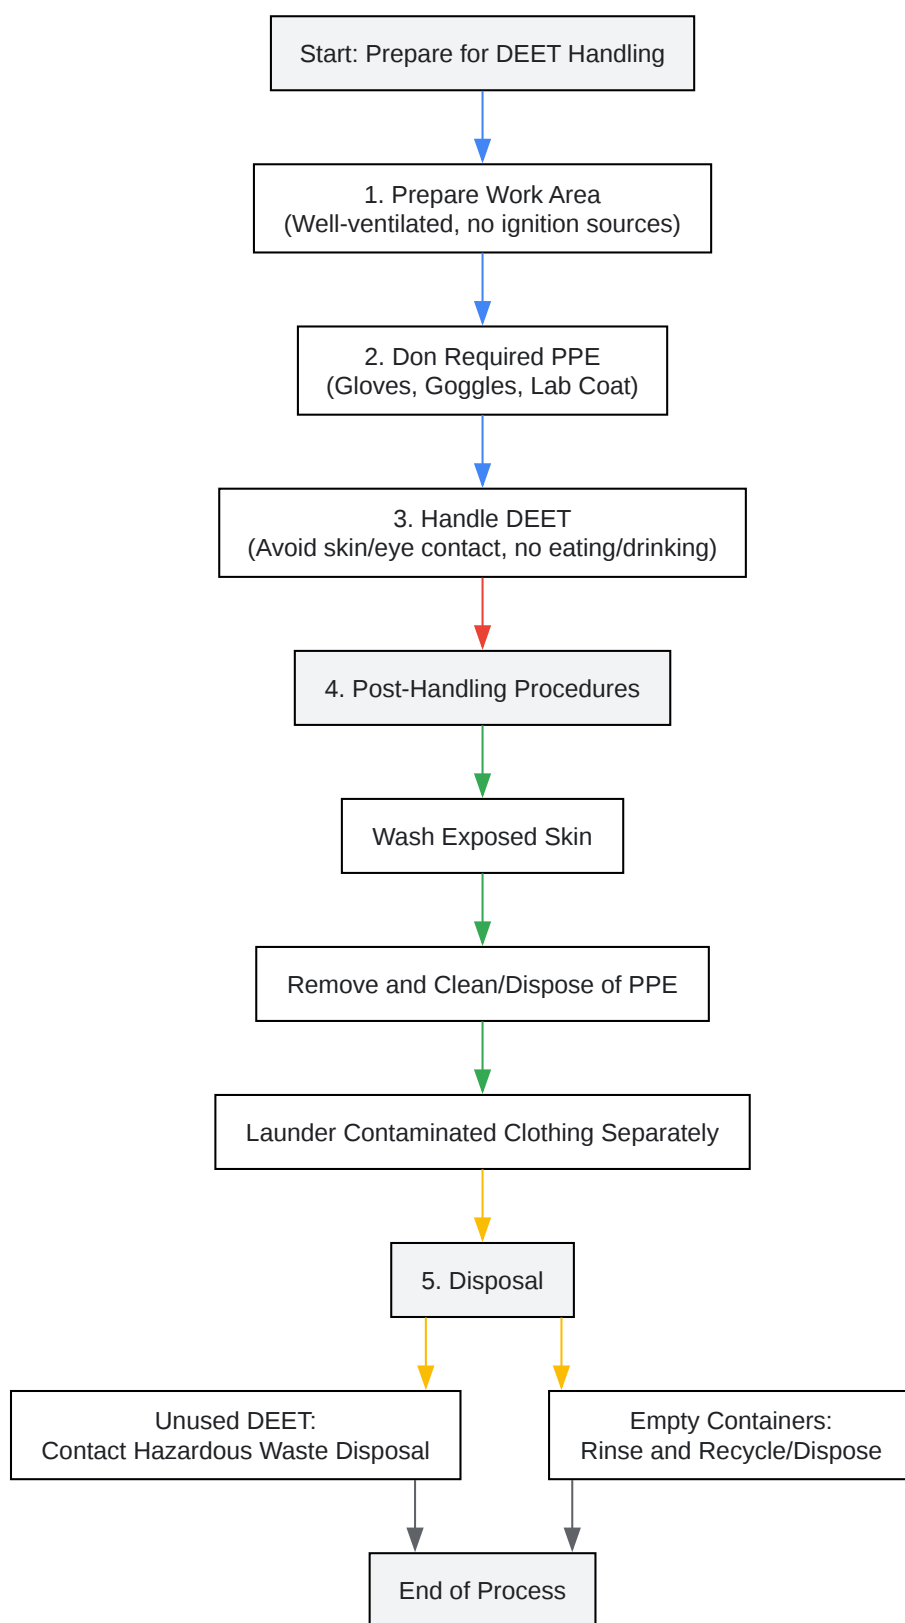 Start: Prepare for DEET Handling
1. Prepare Work Area
(Well-ventilated, no ignition sources)
2. Don Required PPE
(Gloves, Goggles, Lab Coat)
3. Handle DEET
(Avoid skin/eye contact, no eating/drinking)
4. Post-Handling Procedures
Wash Exposed Skin
Remove and Clean/Dispose of PPE
Launder Contaminated Clothing Separately
5. Disposal
Unused DEET:
Contact Hazardous Waste Disposal
Empty Containers:
Rinse and Recycle/Dispose
End of Process